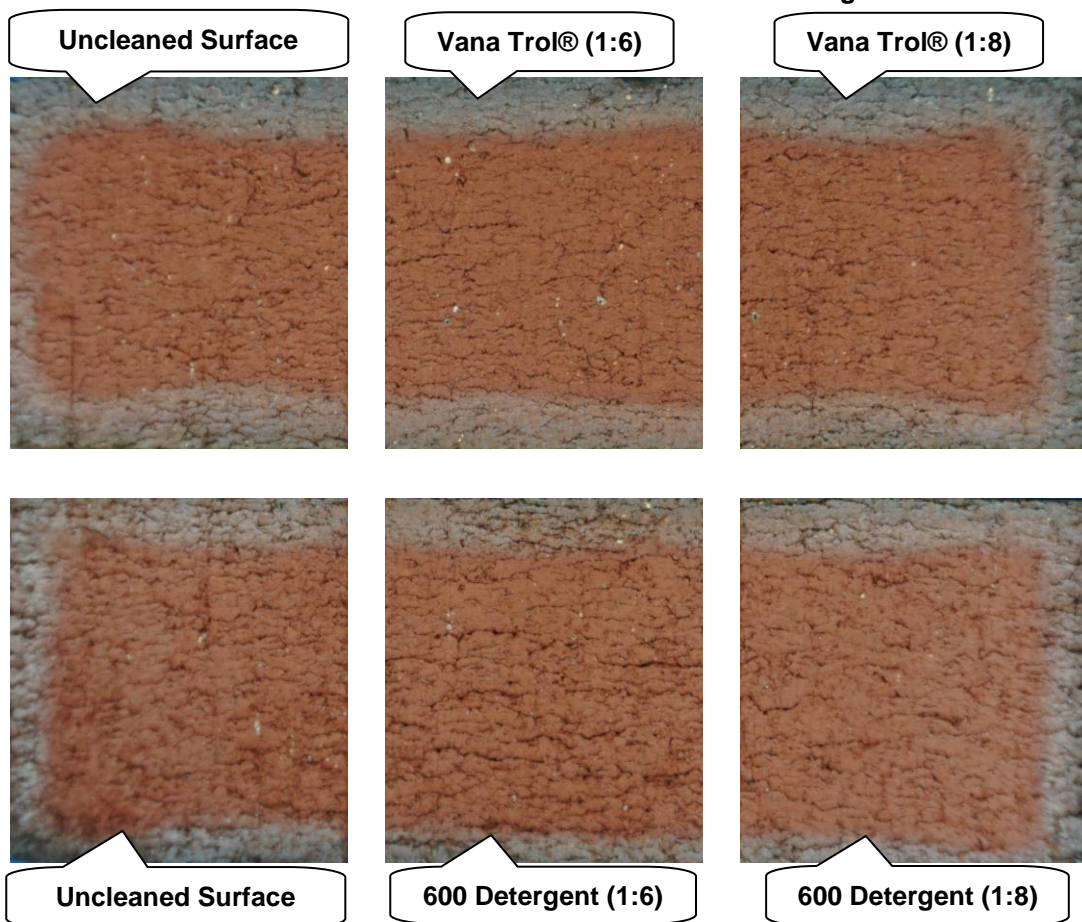 Uncleaned Surface
Vana Trol® (1:6)
Vana Trol® (1:8)
Uncleaned Surface
600 Detergent (1:6)
600 Detergent (1:8)